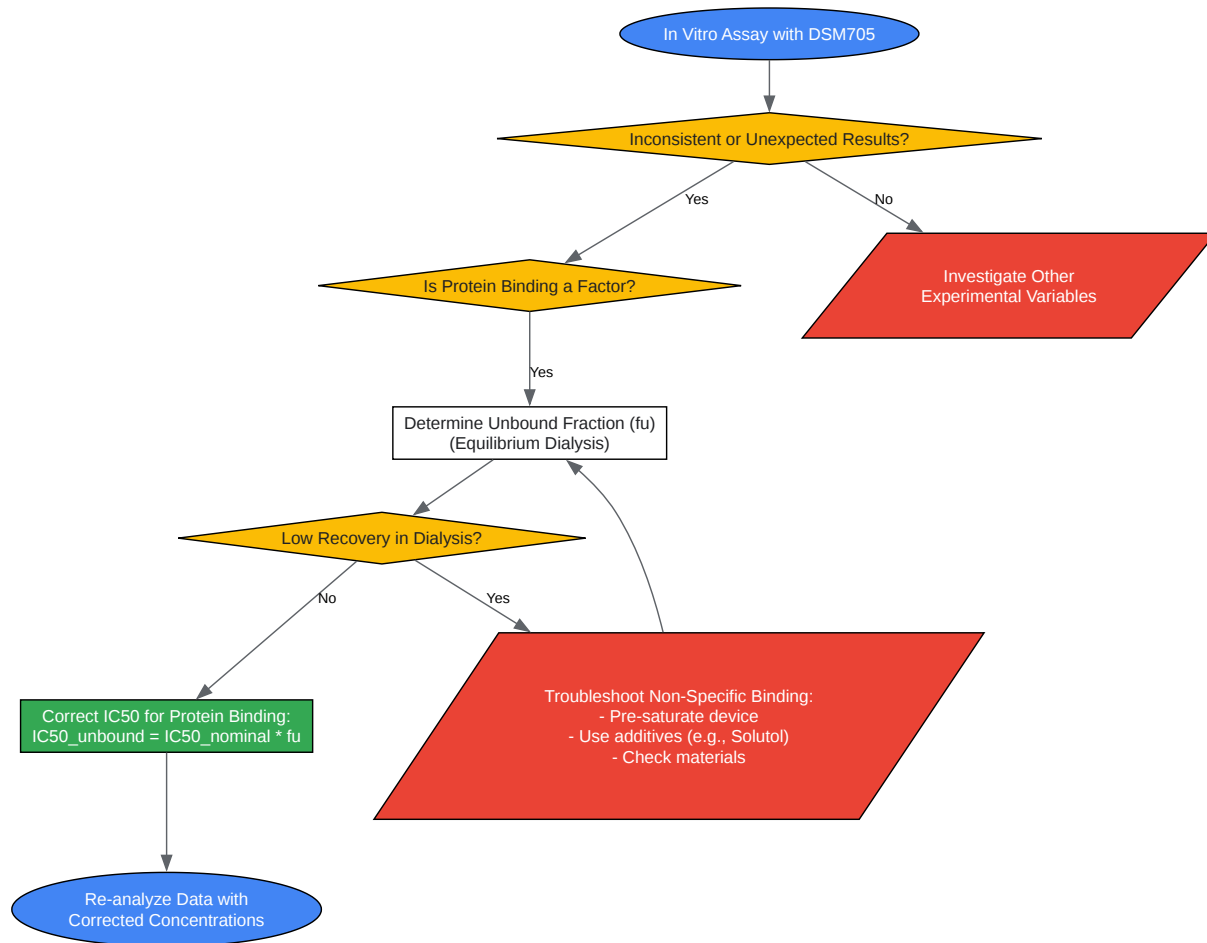 In Vitro Assay with DSM705
Inconsistent or Unexpected Results?
Yes
No
Is Protein Binding a Factor?
Investigate Other
Experimental Variables
Yes
Determine Unbound Fraction (fu)
(Equilibrium Dialysis)
Low Recovery in Dialysis?
No
Yes
Correct IC50 for Protein Binding:
IC50_unbound = IC50_nominal * fu
Troubleshoot Non-Specific Binding:
- Pre-saturate device
- Use additives (e.g., Solutol)
- Check materials
Re-analyze Data with
Corrected Concentrations